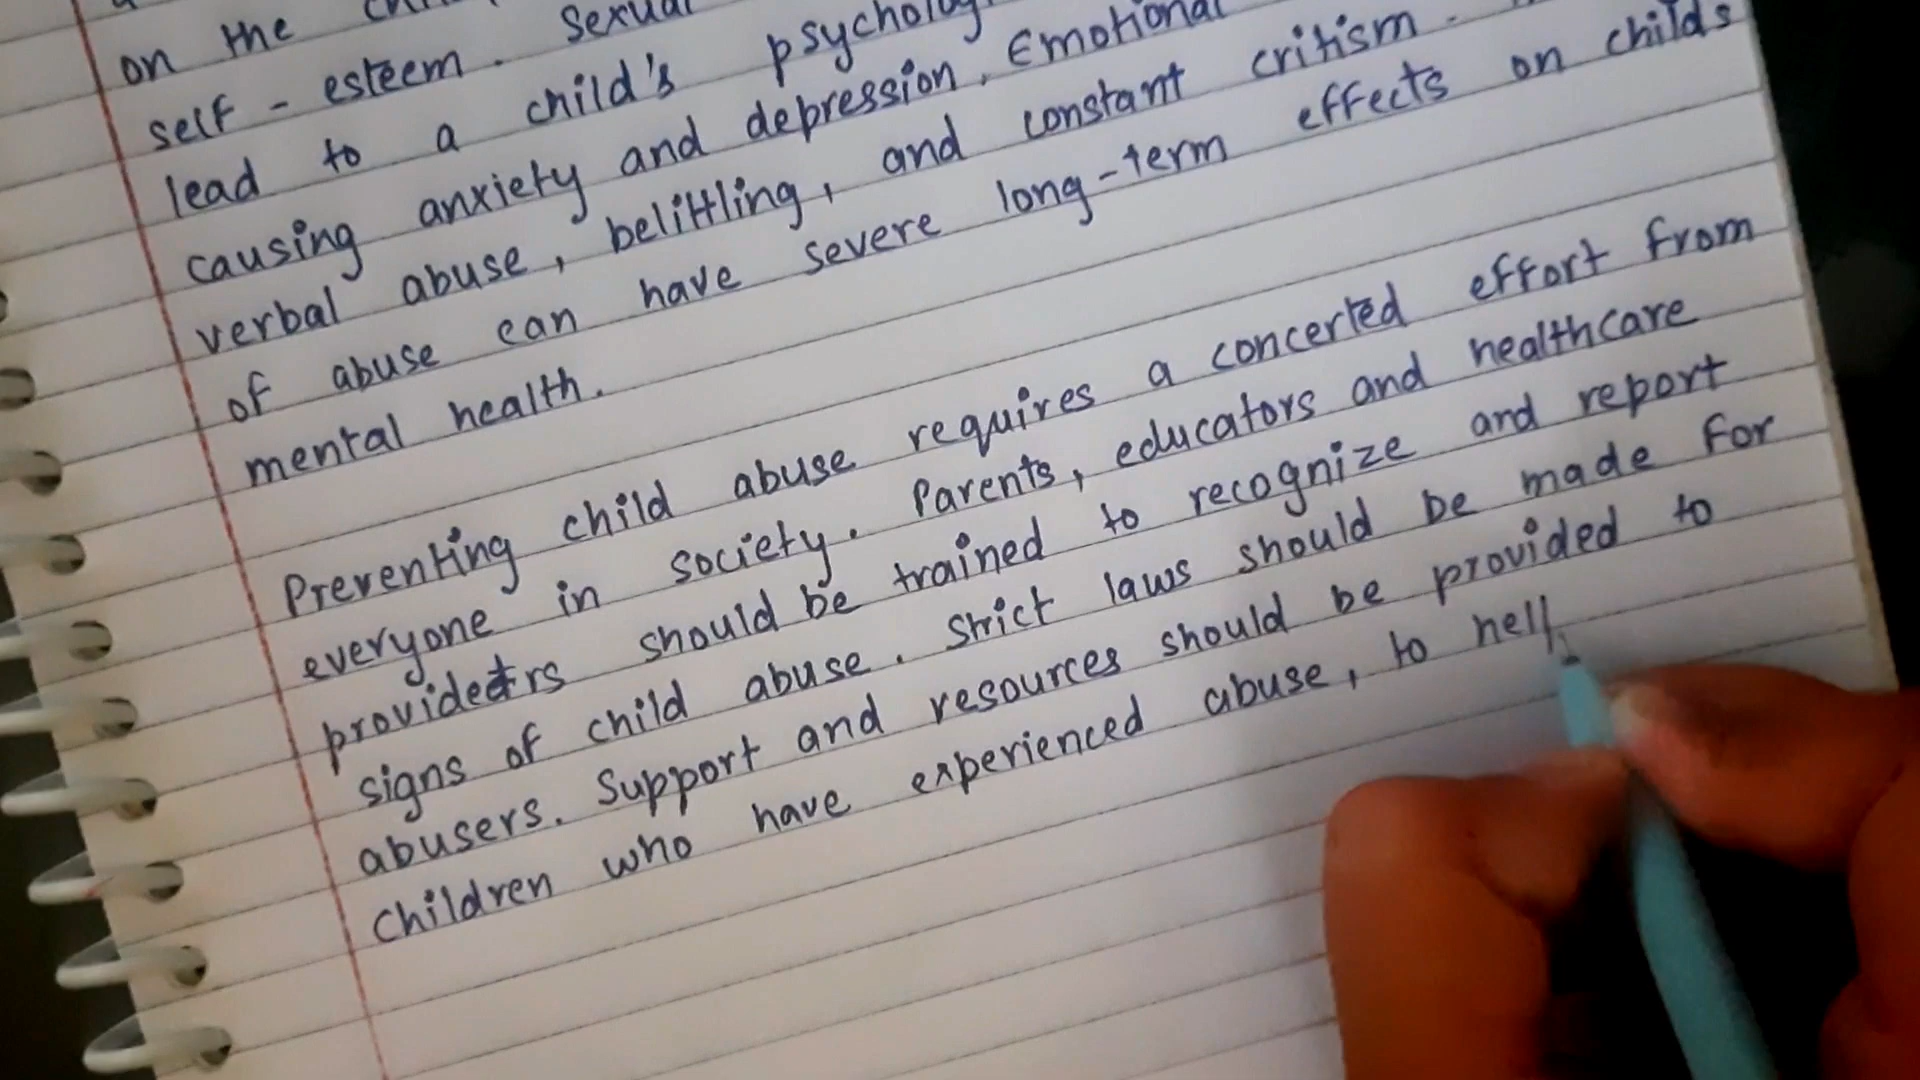 on the
self - esteem. Sexual
lead to a child's
causing anxiety and depression. Emotional
verbal abuse, belittling, and constant critism.
of abuse can have severe long-term effects on childs
mental health.
Preventing child abuse requires a concerted effort from
everyone in society. Parents, educators and healthcare
providers should be trained to recognize and report
signs of child abuse. Strict laws should be made for
abusers. Support and resources should be provided to
children who have experienced abuse, to